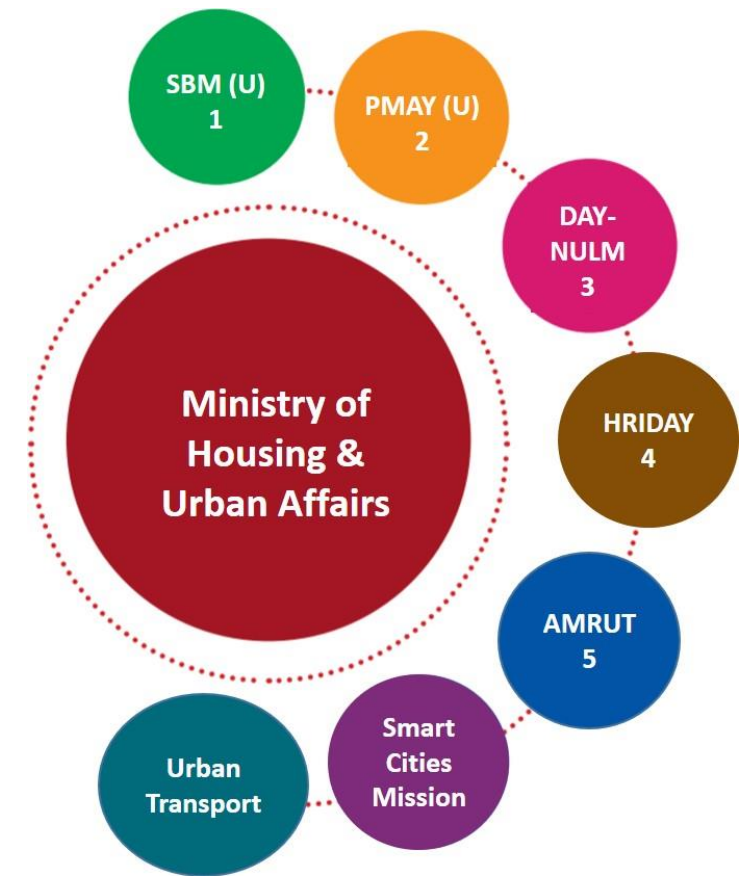 SBM (U)
1
PMAY (U)
2
DAY-
NULM
3
HRIDAY
4
Ministry of
Housing &
Urban Affairs
AMRUT
5
Smart
Cities
Mission
Urban
Transport